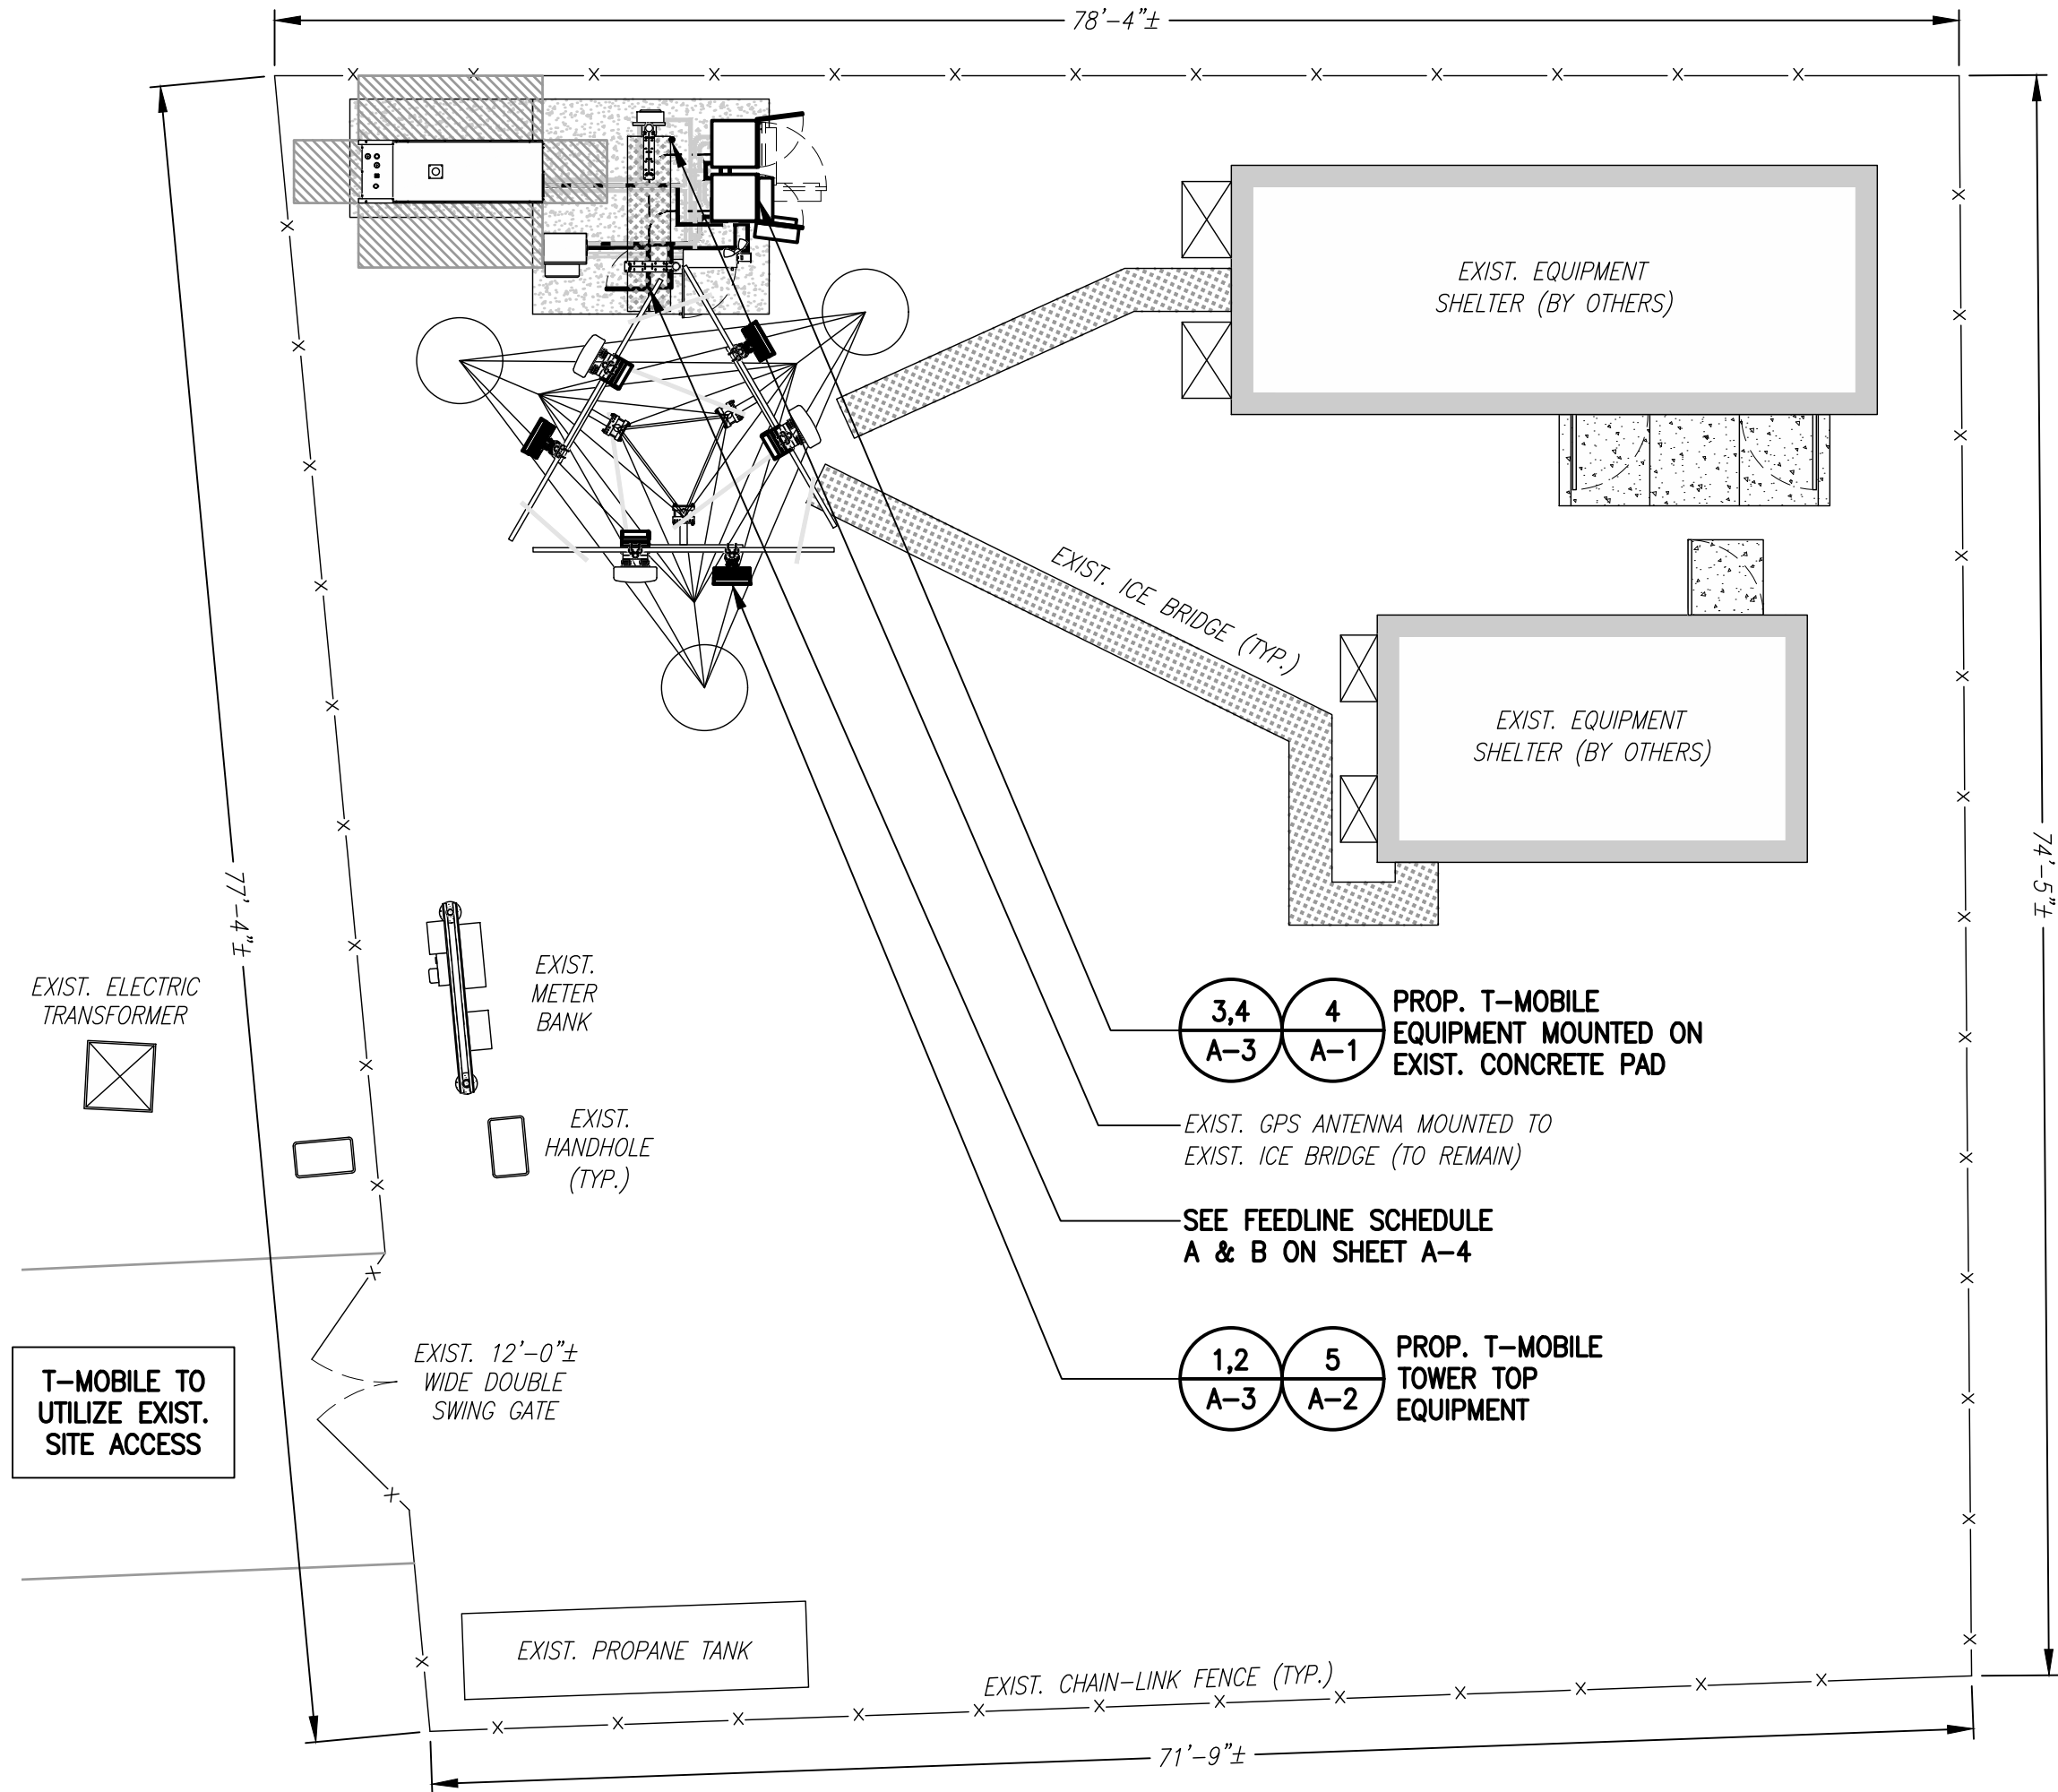 78'-4"±
EXIST. EQUIPMENT
SHELTER (BY OTHERS)
EXIST. ICE BRIDGE (TYP.)
EXIST. EQUIPMENT
SHELTER (BY OTHERS)
74'-5"±
77'-4"±
EXIST. ELECTRIC
TRANSFORMER
EXIST.
METER
BANK
EXIST.
HANDHOLE
(TYP.)
3,4
A-3
4
A-1
PROP. T-MOBILE
EQUIPMENT MOUNTED ON
EXIST. CONCRETE PAD
EXIST. GPS ANTENNA MOUNTED TO
EXIST. ICE BRIDGE (TO REMAIN)
SEE FEEDLINE SCHEDULE
A & B ON SHEET A-4
1,2
A-3
5
A-2
PROP. T-MOBILE
TOWER TOP
EQUIPMENT
T-MOBILE TO
UTILIZE EXIST.
SITE ACCESS
EXIST. 12'-0"±
WIDE DOUBLE
SWING GATE
EXIST. PROPANE TANK
EXIST. CHAIN-LINK FENCE (TYP.)
71'-9"±